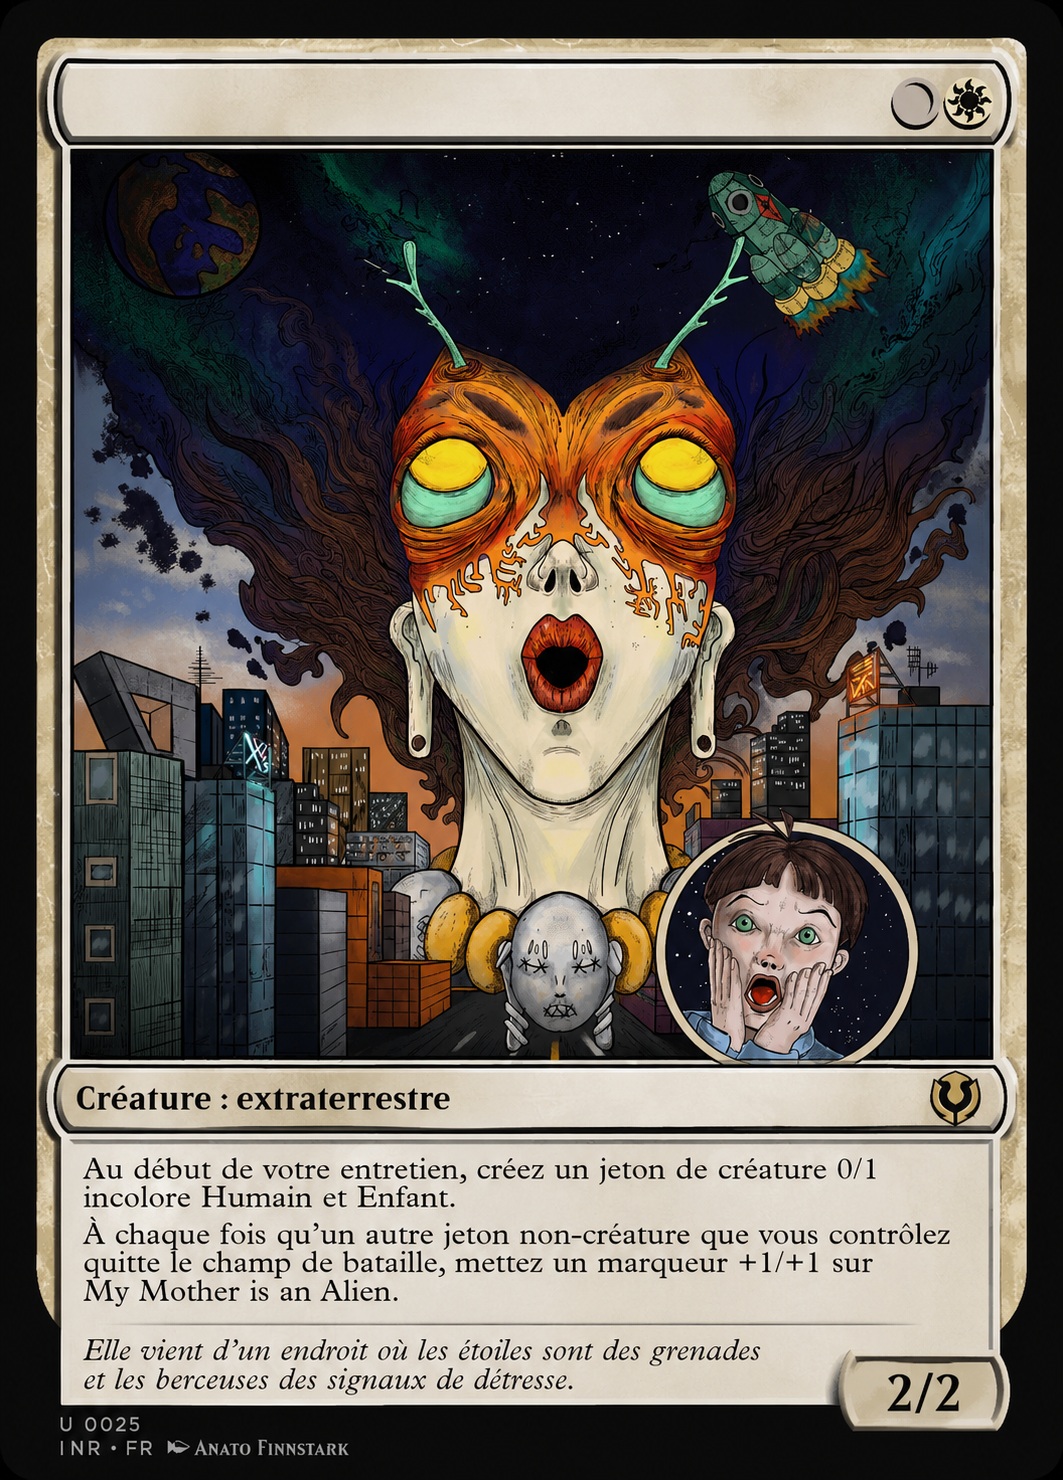 Créature : extraterrestre
Au début de votre entretien, créez un jeton de créature 0/1
incolore Humain et Enfant.
À chaque fois qu'un autre jeton non-créature que vous contrôlez
quitte le champ de bataille, mettez un marqueur +1/+1 sur
My Mother is an Alien.
Elle vient d'un endroit où les étoiles sont des grenades
et les berceuses des signaux de détresse.
2/2
U 0025
INR • FR Anato Finnstark